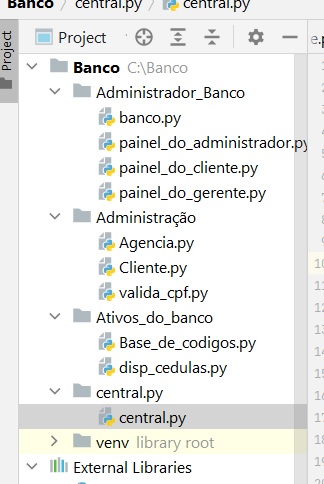 Banco central.py central.py
Project
Project
Banco C:\Banco
Administrador_Banco
banco.py
painel_do_administrador.py
painel_do_cliente.py
painel_do_gerente.py
Administração
Agencia.py
Cliente.py
valida_cpf.py
Ativos_do_banco
Base_de_codigos.py
disp_cedulas.py
central.py
central.py
venv library root
External Libraries